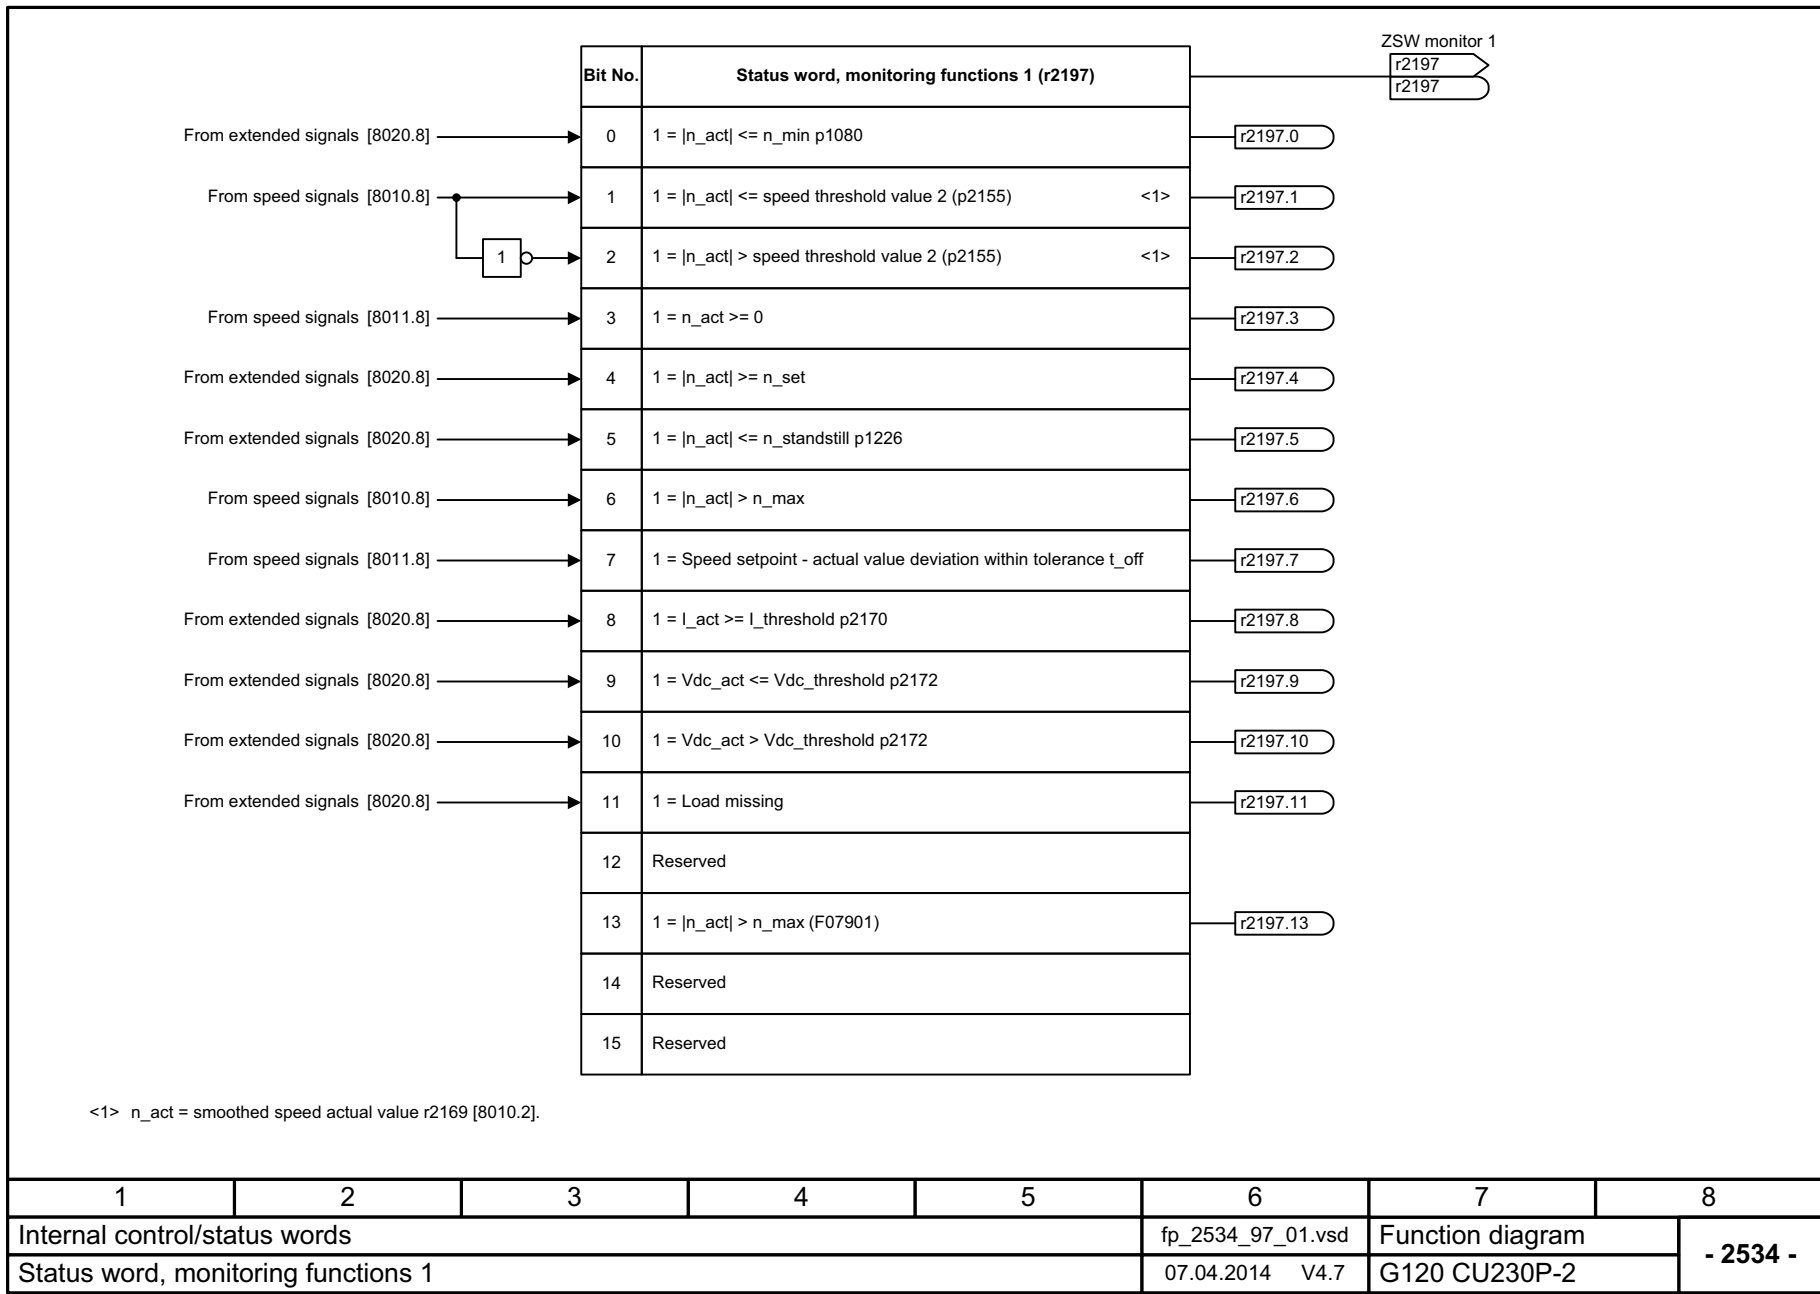 ZSW monitor 1
Bit No. Status word, monitoring functions 1 (r2197) r2197
r2197
From extended signals [8020.8] 0 1 = |n_act| <= n_min p1080 r2197.0
From speed signals [8010.8] 1 1 = |n_act| <= speed threshold value 2 (p2155) <1> r2197.1
1 2 1 = |n_act| > speed threshold value 2 (p2155) <1> r2197.2
From speed signals [8011.8] 3 1 = n_act >= 0 r2197.3
From extended signals [8020.8] 4 1 = |n_act| >= n_set r2197.4
From extended signals [8020.8] 5 1 = |n_act| <= n_standstill p1226 r2197.5
From speed signals [8010.8] 6 1 = |n_act| > n_max r2197.6
From speed signals [8011.8] 7 1 = Speed setpoint - actual value deviation within tolerance t_off r2197.7
From extended signals [8020.8] 8 1 = I_act >= I_threshold p2170 r2197.8
From extended signals [8020.8] 9 1 = Vdc_act <= Vdc_threshold p2172 r2197.9
From extended signals [8020.8] 10 1 = Vdc_act > Vdc_threshold p2172 r2197.10
From extended signals [8020.8] 11 1 = Load missing r2197.11
12 Reserved
13 1 = |n_act| > n_max (F07901) r2197.13
14 Reserved
15 Reserved
<1> n_act = smoothed speed actual value r2169 [8010.2].
1 2 3 4 5 6 7 8
Internal control/status words fp_2534_97_01.vsd Function diagram - 2534 -
Status word, monitoring functions 1 07.04.2014 V4.7 G120 CU230P-2